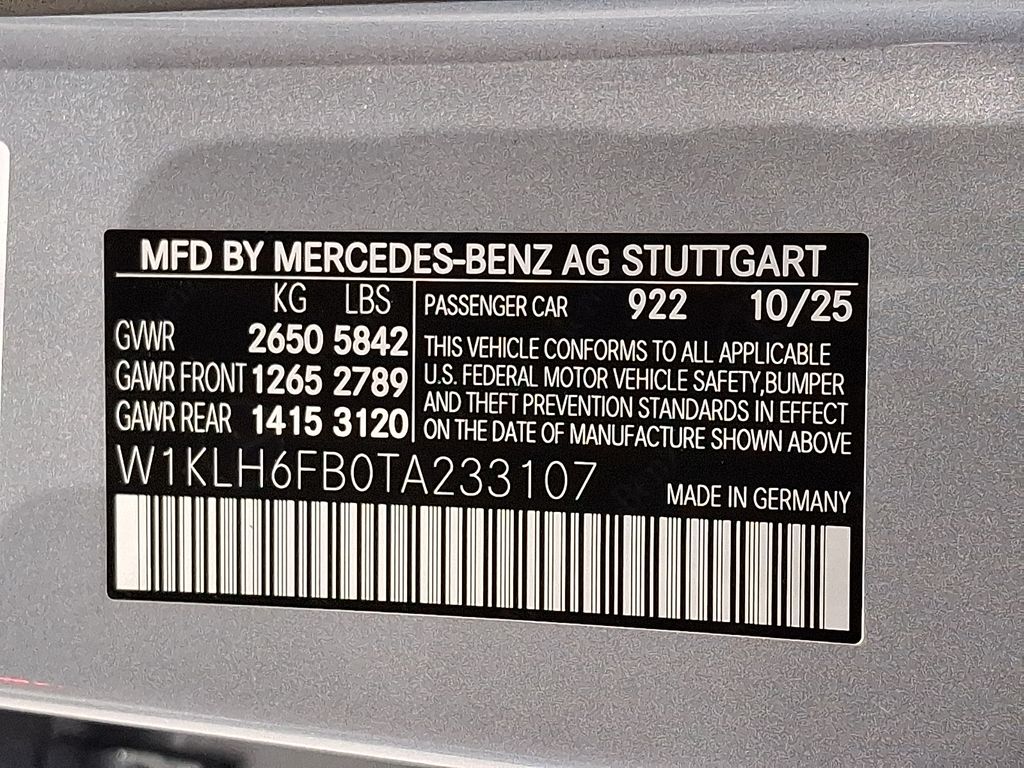 MFD BY MERCEDES-BENZ AG STUTTGART
KG LBS
GVWR 2650 5842
GAWR FRONT 1265 2789
GAWR REAR 1415 3120
PASSENGER CAR 922 10/25
THIS VEHICLE CONFORMS TO ALL APPLICABLE
U.S. FEDERAL MOTOR VEHICLE SAFETY,BUMPER
AND THEFT PREVENTION STANDARDS IN EFFECT
ON THE DATE OF MANUFACTURE SHOWN ABOVE
W1KLH6FB0TA233107
MADE IN GERMANY